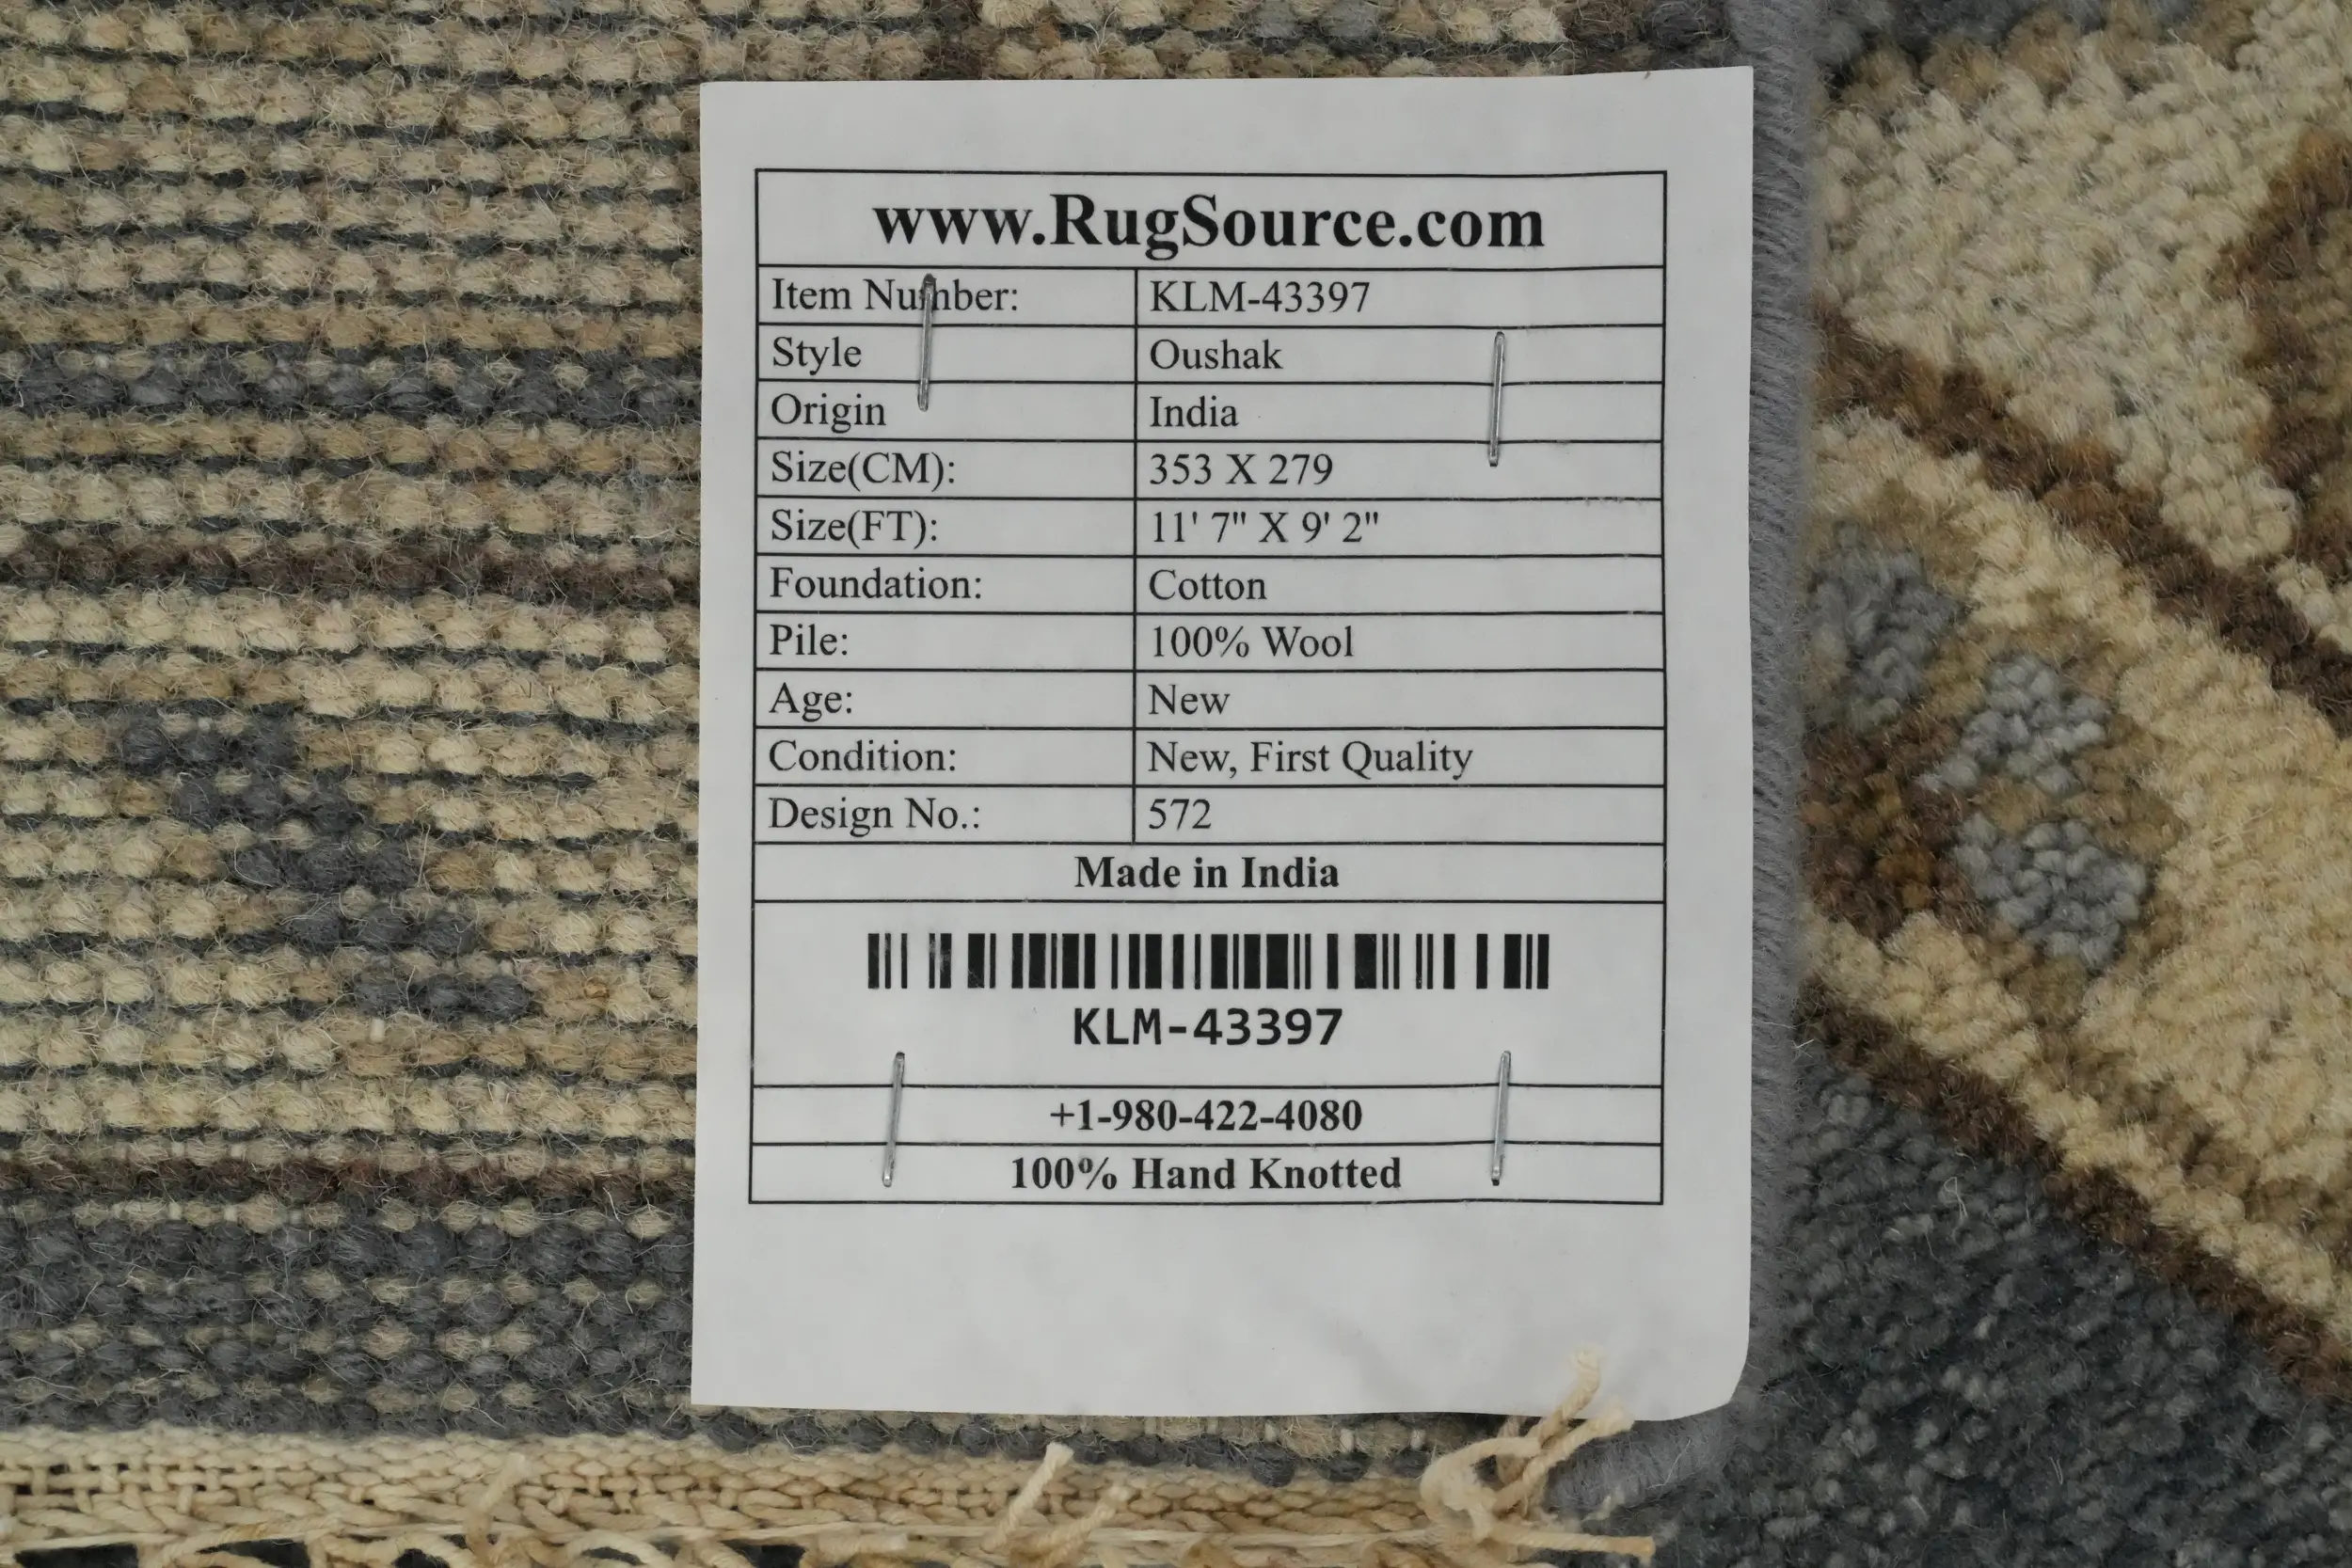 www.RugSource.com
Item Number: KLM-43397
Style Oushak
Origin India
Size(CM): 353 X 279
Size(FT): 11' 7" X 9' 2"
Foundation: Cotton
Pile: 100% Wool
Age: New
Condition: New, First Quality
Design No.: 572
Made in India
KLM-43397
+1-980-422-4080
100% Hand Knotted